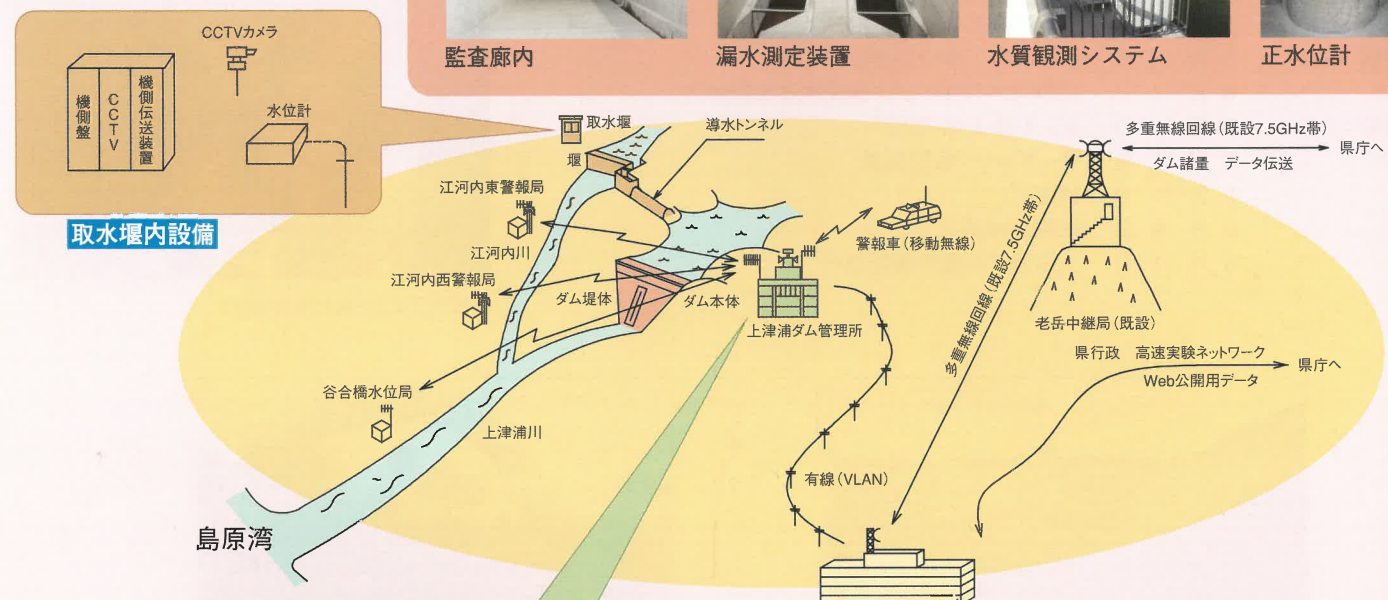 監査廊内
漏水測定装置
水質観測システム
正水位計
CCTVカメラ
機側盤
CCTV
機側伝送装置
水位計
取水堰内設備
取水堰
導水トンネル
堰
多重無線回線(既設7.5GHz帯)
県庁へ
ダム諸量 データ伝送
江河内東警報局
江河内川
警報車(移動無線)
江河内西警報局
ダム堤体
ダム本体
上津浦ダム管理所
多重無線回線(既設7.5GHz帯)
老岳中継局(既設)
県行政 高速実験ネットワーク
県庁へ
Web公開用データ
谷合橋水位局
上津浦川
有線(VLAN)
島原湾